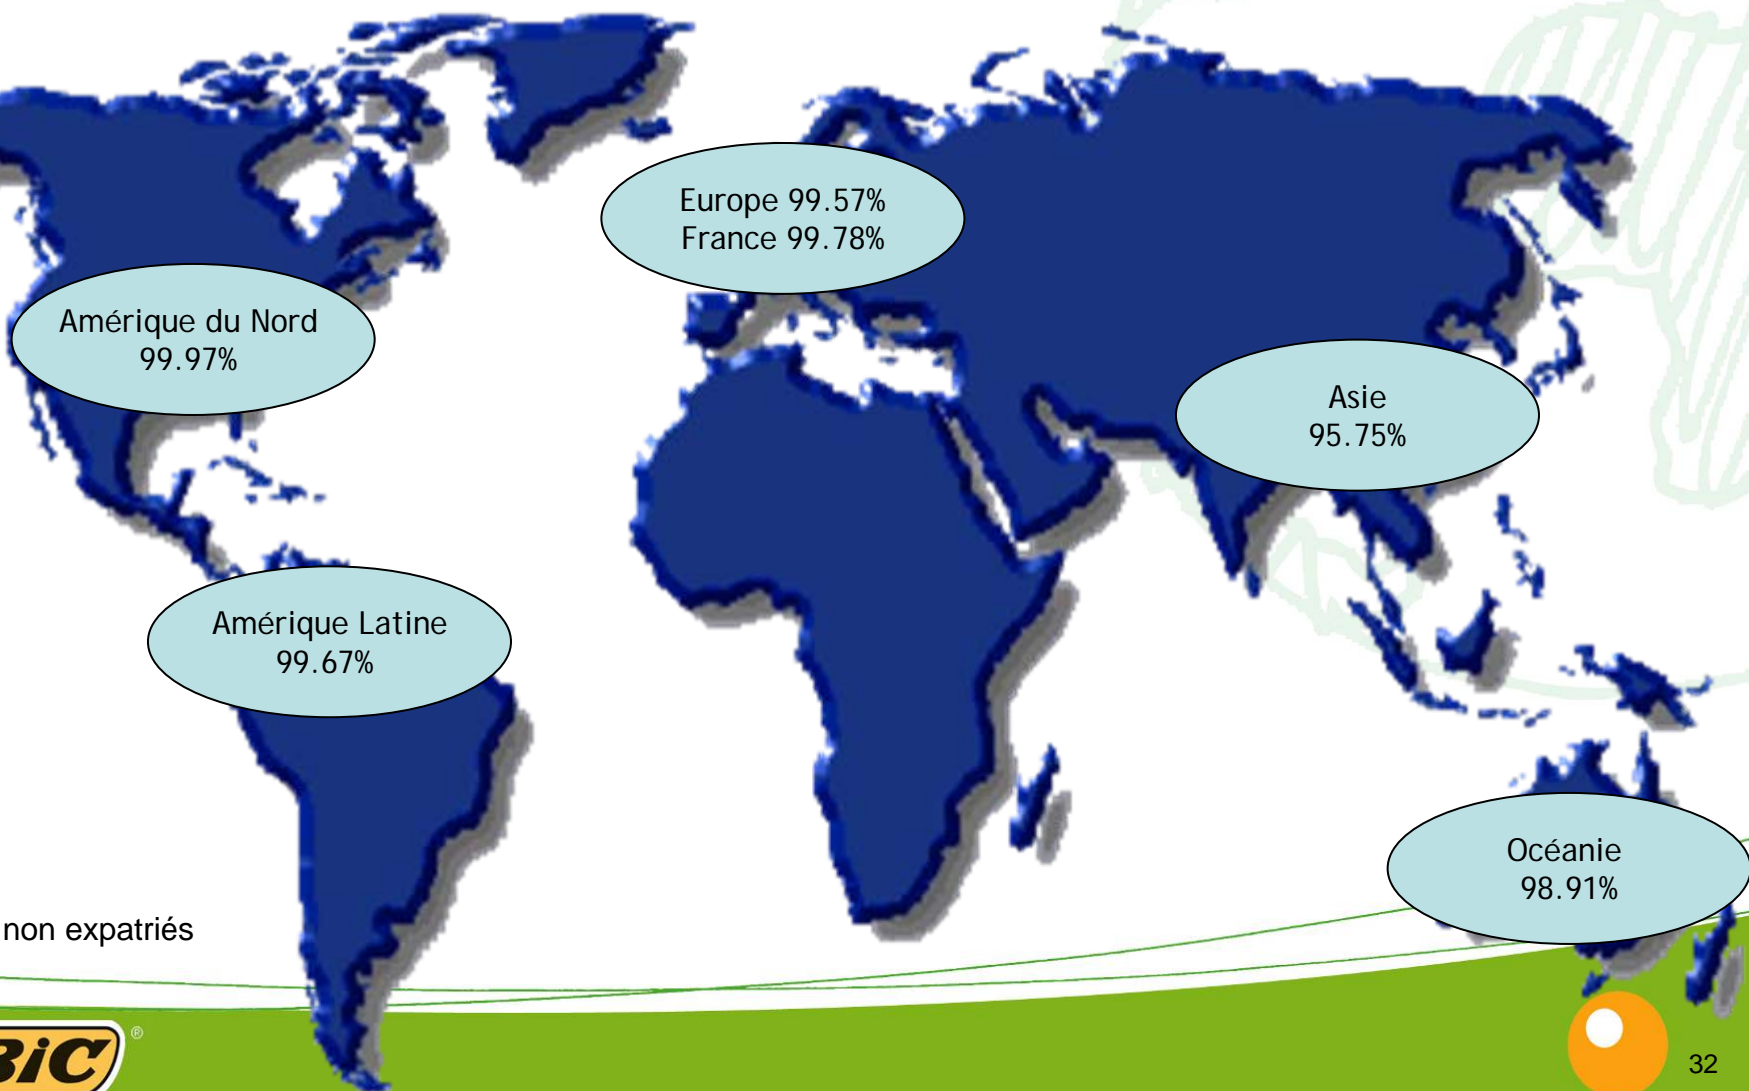 Europe 99.57%
France 99.78%
Amérique du Nord
99.97%
Asie
95.75%
Amérique Latine
99.67%
Océanie
98.91%
non expatriés
BiC®
32